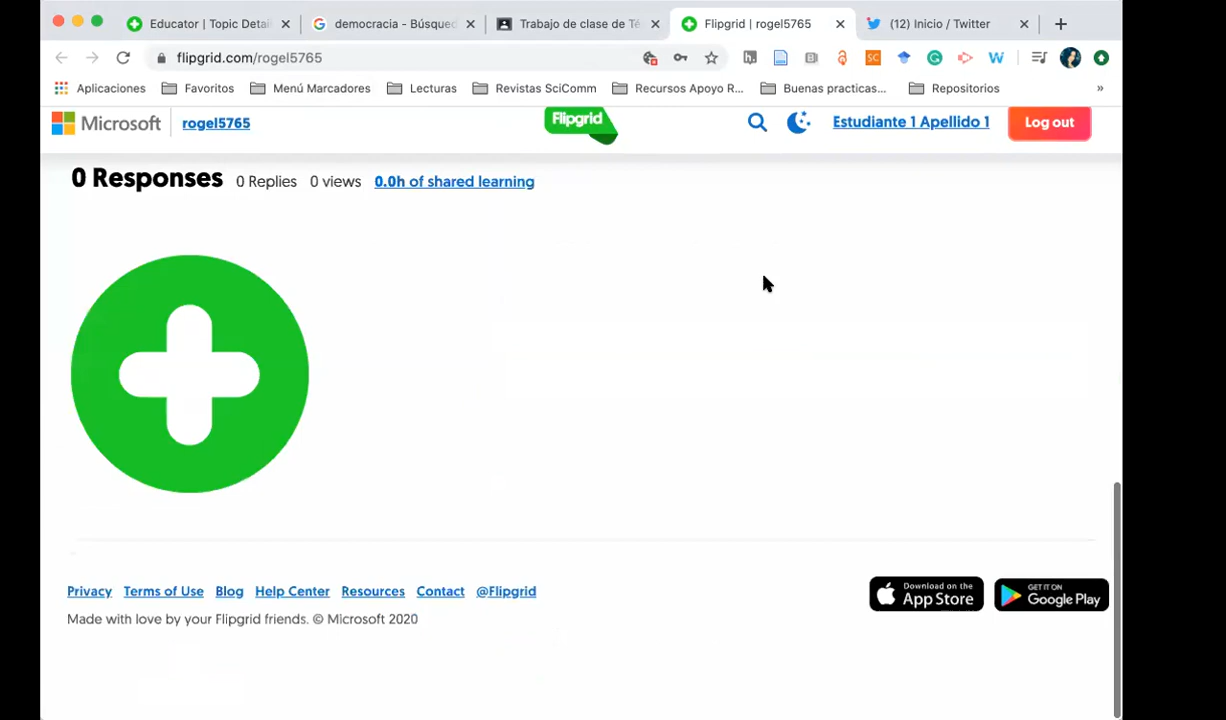 Educator | Topic Detai
democracia - Búsqued
Trabajo de clase de Té
Flipgrid | rogel5765
(12) Inicio / Twitter
flipgrid.com/rogel5765
Aplicaciones
Favoritos
Menú Marcadores
Lecturas
Revistas SciComm
Recursos Apoyo R...
Buenas practicas...
Repositorios
Microsoft
rogel5765
Flipgrid
Estudiante 1 Apellido 1
Log out
0 Responses 0 Replies 0 views 0.0h of shared learning
Privacy Terms of Use Blog Help Center Resources Contact @Flipgrid
Download on the
App Store
GET IT ON
Google Play
Made with love by your Flipgrid friends. © Microsoft 2020